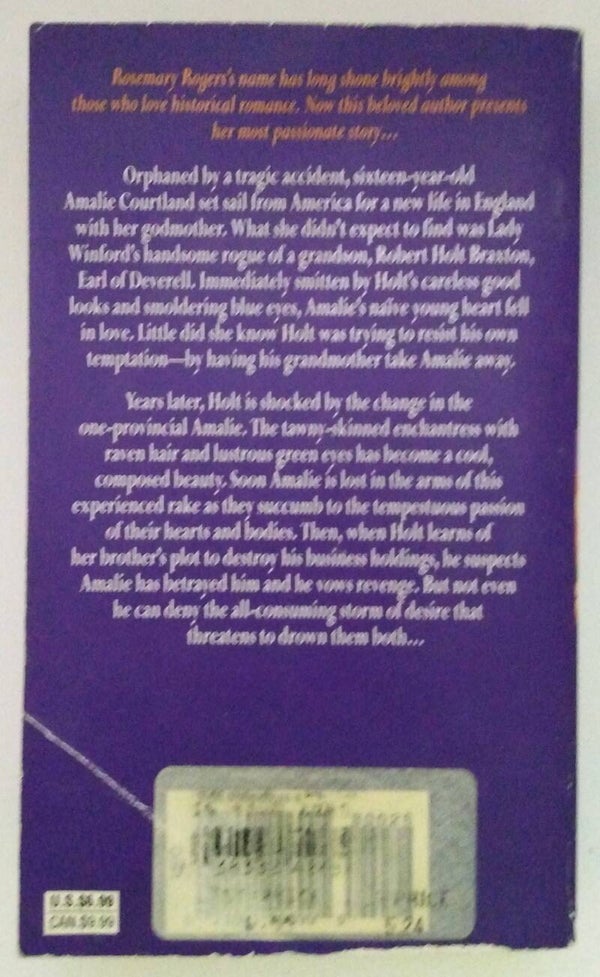 Rosemary Rogers's name has long shone brightly among
those who love historical romance. Now this beloved author presents
her most passionate story...
Orphaned by a tragic accident, sixteen-year-old
Amalie Courtland set sail from America for a new life in England
with her godmother. What she didn't expect to find was Lady
Winford's handsome rogue of a grandson, Robert Holt Braxton,
Earl of Deverell. Immediately smitten by Holt's careless good
looks and smoldering blue eyes, Amalie's naïve young heart fell
in love. Little did she know Holt was trying to resist his own
temptation—by having his grandmother take Amalie away.
Years later, Holt is shocked by the change in the
one-provincial Amalie. The tawny-skinned enchantress with
raven hair and lustrous green eyes has become a cool,
composed beauty. Soon Amalie is lost in the arms of this
experienced rake as they succumb to the tempestuous passion
of their hearts and bodies. Then, when Holt learns of
her brother's plot to destroy his business holdings, he suspects
Amalie has betrayed him and he vows revenge. But not even
he can deny the all-consuming storm of desire that
threatens to drown them both...
PRICE
5.24
U.S.$6.99
CAN.$9.99